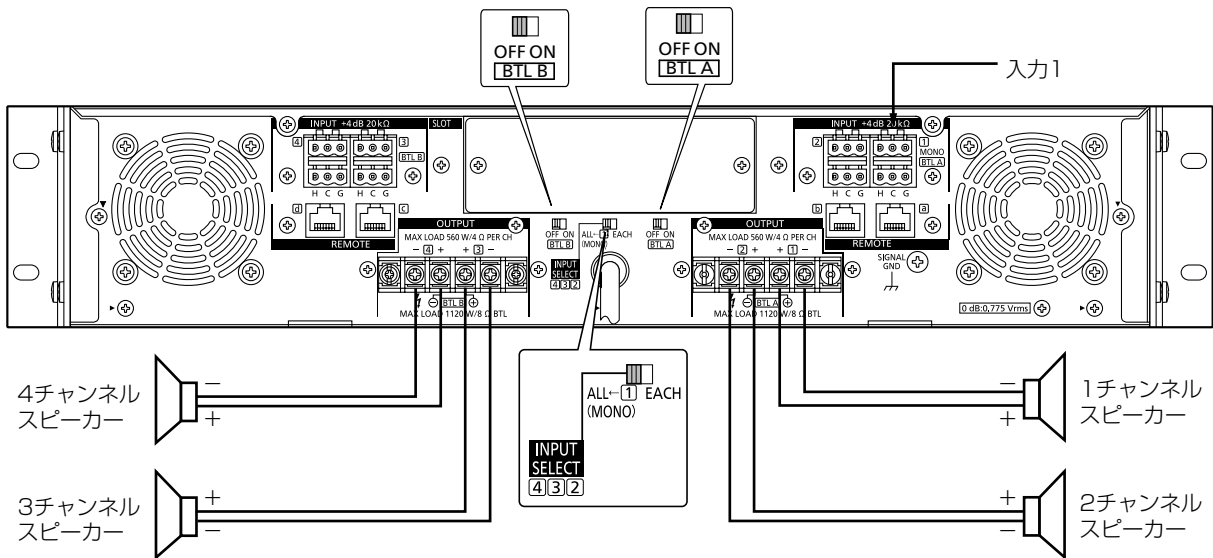 OFF ON
BTL B
OFF ON
BTL A
入力1
INPUT +4 dB 20 kΩ
SLOT
4
3
BTL B
H C G
H C G
d
c
REMOTE
INPUT +4 dB 20 kΩ
2
1
MONO
BTL A
H C G
H C G
b
a
REMOTE
OUTPUT
MAX LOAD 560 W/4 Ω PER CH
− 4 + + 3 −
⊖ BTL B ⊕
MAX LOAD 1120 W/8 Ω BTL
OFF ON
BTL B
ALL←1 EACH
(MONO)
OFF ON
BTL A
INPUT
SELECT
4 3 2
OUTPUT
MAX LOAD 560 W/4 Ω PER CH
− 2 + + 1 −
⊖ BTL A ⊕
MAX LOAD 1120 W/8 Ω BTL
SIGNAL
GND
0 dB:0,775 Vrms
ALL←1 EACH
(MONO)
INPUT
SELECT
4 3 2
4チャンネル
スピーカー
−
+
3チャンネル
スピーカー
+
−
−
+
1チャンネル
スピーカー
+
−
2チャンネル
スピーカー